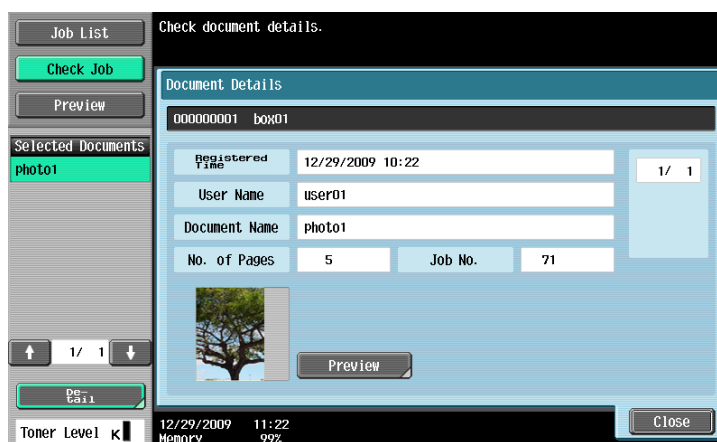 Job List
Check Job
Preview
Selected Documents
photo1
1/ 1
De-
tail
Toner Level K
Check document details.
Document Details
000000001 box01
Registered
Time
12/29/2009 10:22
1/ 1
User Name
user01
Document Name
photo1
No. of Pages
5
Job No.
71
Preview
Close
12/29/2009 11:22
Memory 99%